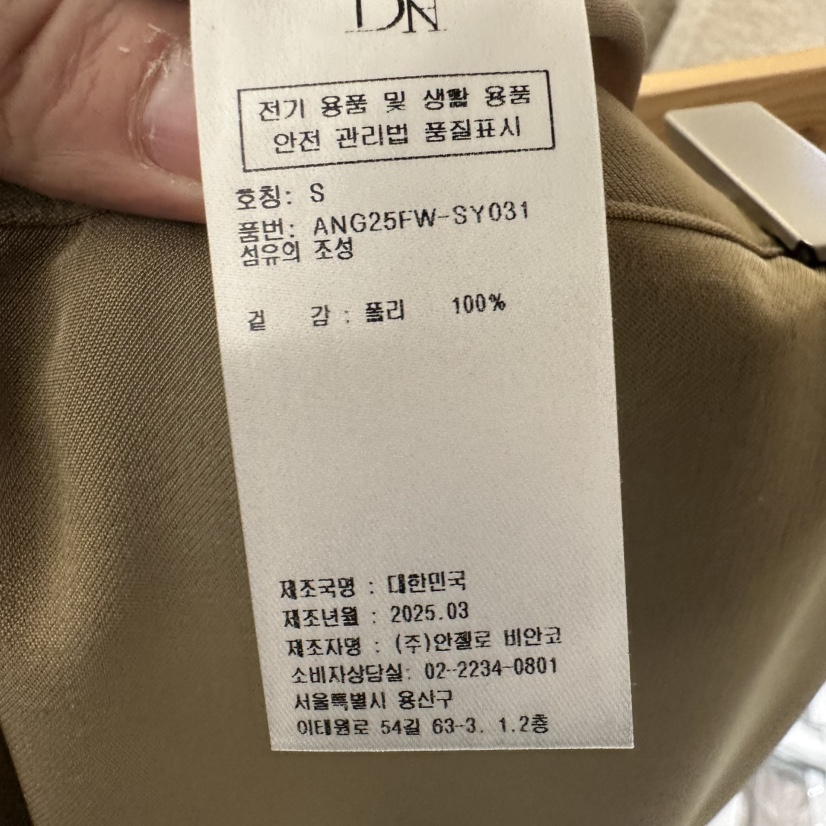 전기 용품 및 생활 용품
안전 관리법 품질표시
호칭: S
품번: ANG25FW-SY031
섬유의 조성
겉 감 : 폴리 100%
제조국명 : 대한민국
제조년월 : 2025.03
제조자명 : (주)안젤로 비안코
소비자상담실: 02-2234-0801
서울특별시 용산구
이태원로 54길 63-3. 1.2층